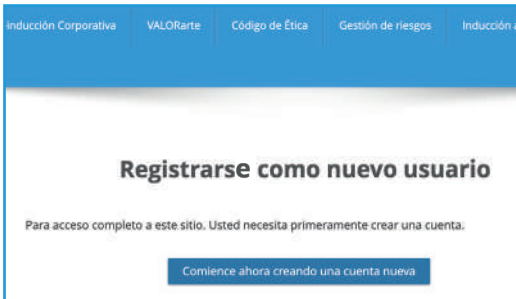 inducción Corporativa VALORarte Código de Ética Gestión de riesgos Inducción
Registrarse como nuevo usuario
Para acceso completo a este sitio. Usted necesita primeramente crear una cuenta.
Comience ahora creando una cuenta nueva